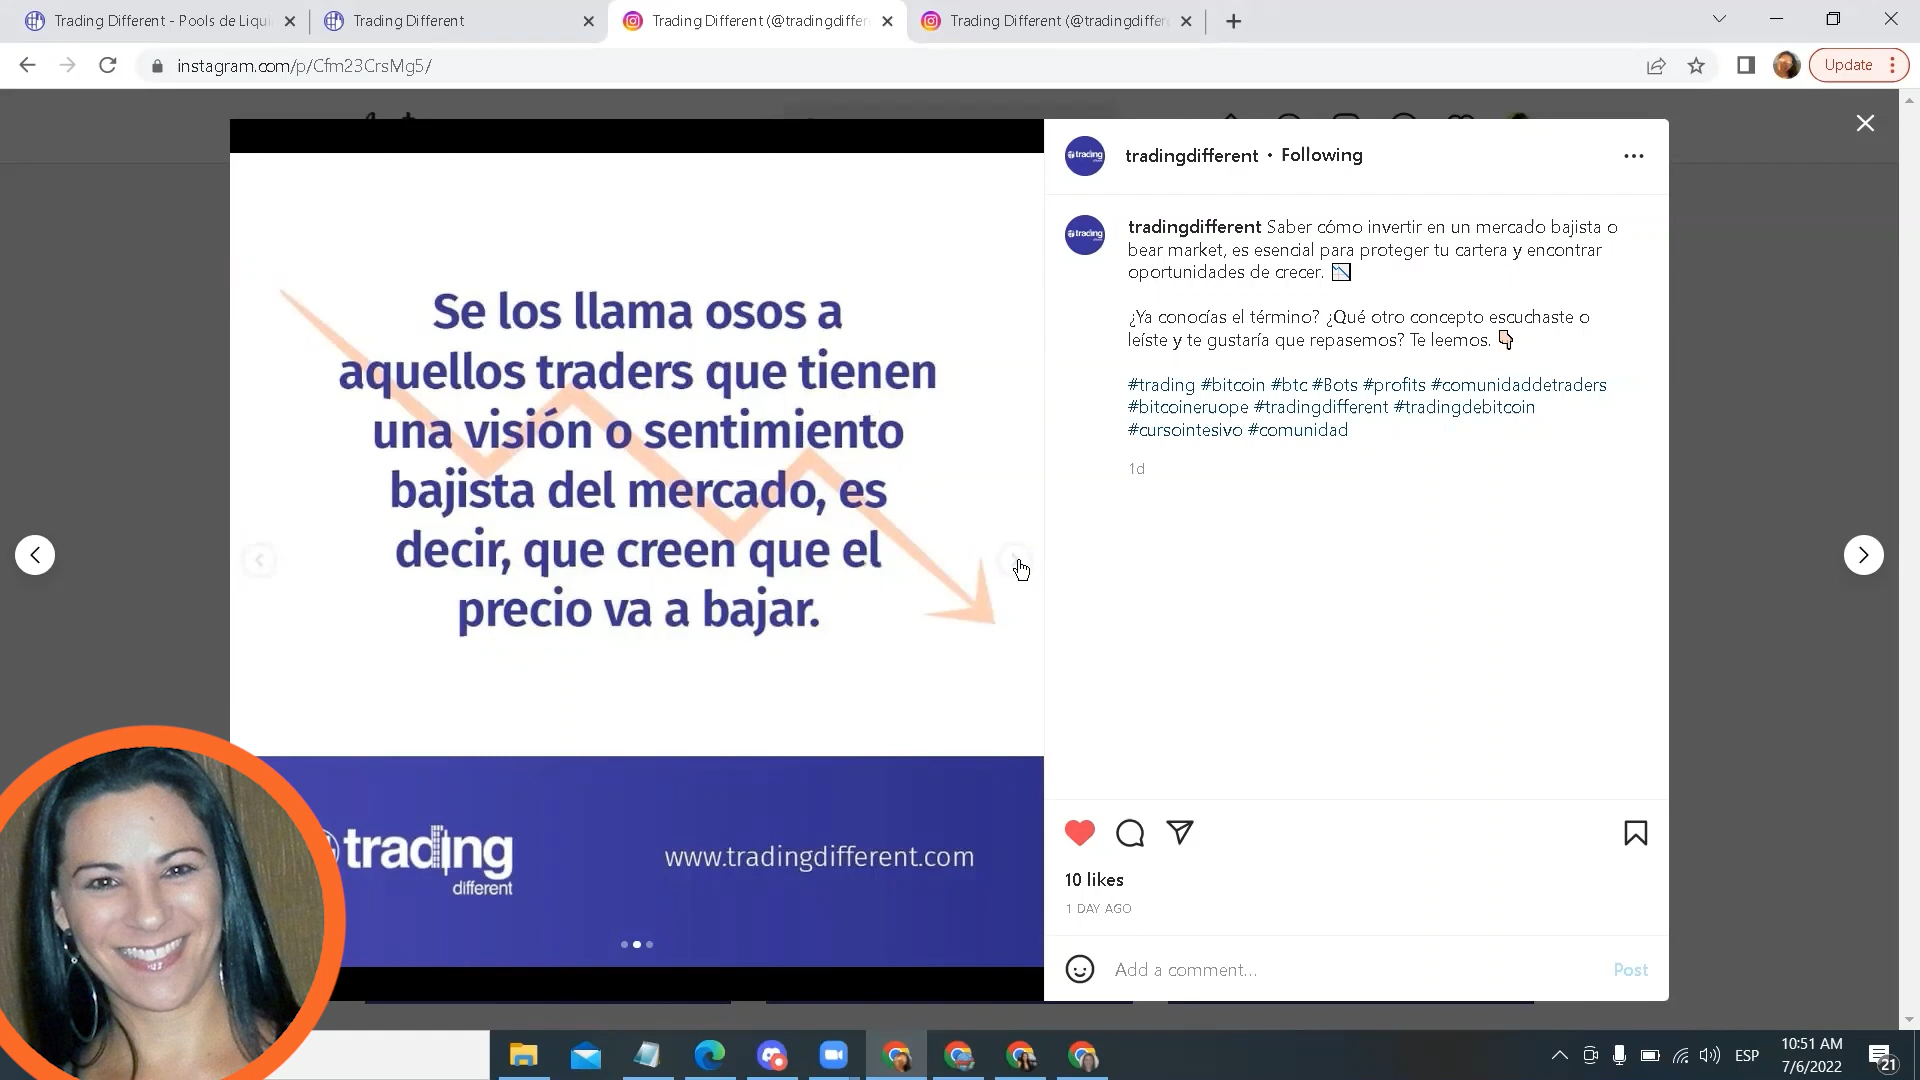 Trading Different - Pools de Liqui
Trading Different
Trading Different (@tradingdiffer
Trading Different (@tradingdiffere
instagram.com/p/Cfm23CrsMg5/
Update
Se los llama osos a
aquellos traders que tienen
una visión o sentimiento
bajista del mercado, es
decir, que creen que el
precio va a bajar.
trading
different
www.tradingdifferent.com
trading
tradingdifferent • Following
trading
tradingdifferent Saber cómo invertir en un mercado bajista o
bear market, es esencial para proteger tu cartera y encontrar
oportunidades de crecer. 📉
¿Ya conocías el término? ¿Qué otro concepto escuchaste o
leíste y te gustaría que repasemos? Te leemos. 👇🏻
#trading #bitcoin #btc #Bots #profits #comunidaddetraders
#bitcoineruope #tradingdifferent #tradingdebitcoin
#cursointesivo #comunidad
1d
10 likes
1 DAY AGO
Add a comment...
Post
ESP
10:51 AM
7/6/2022
21